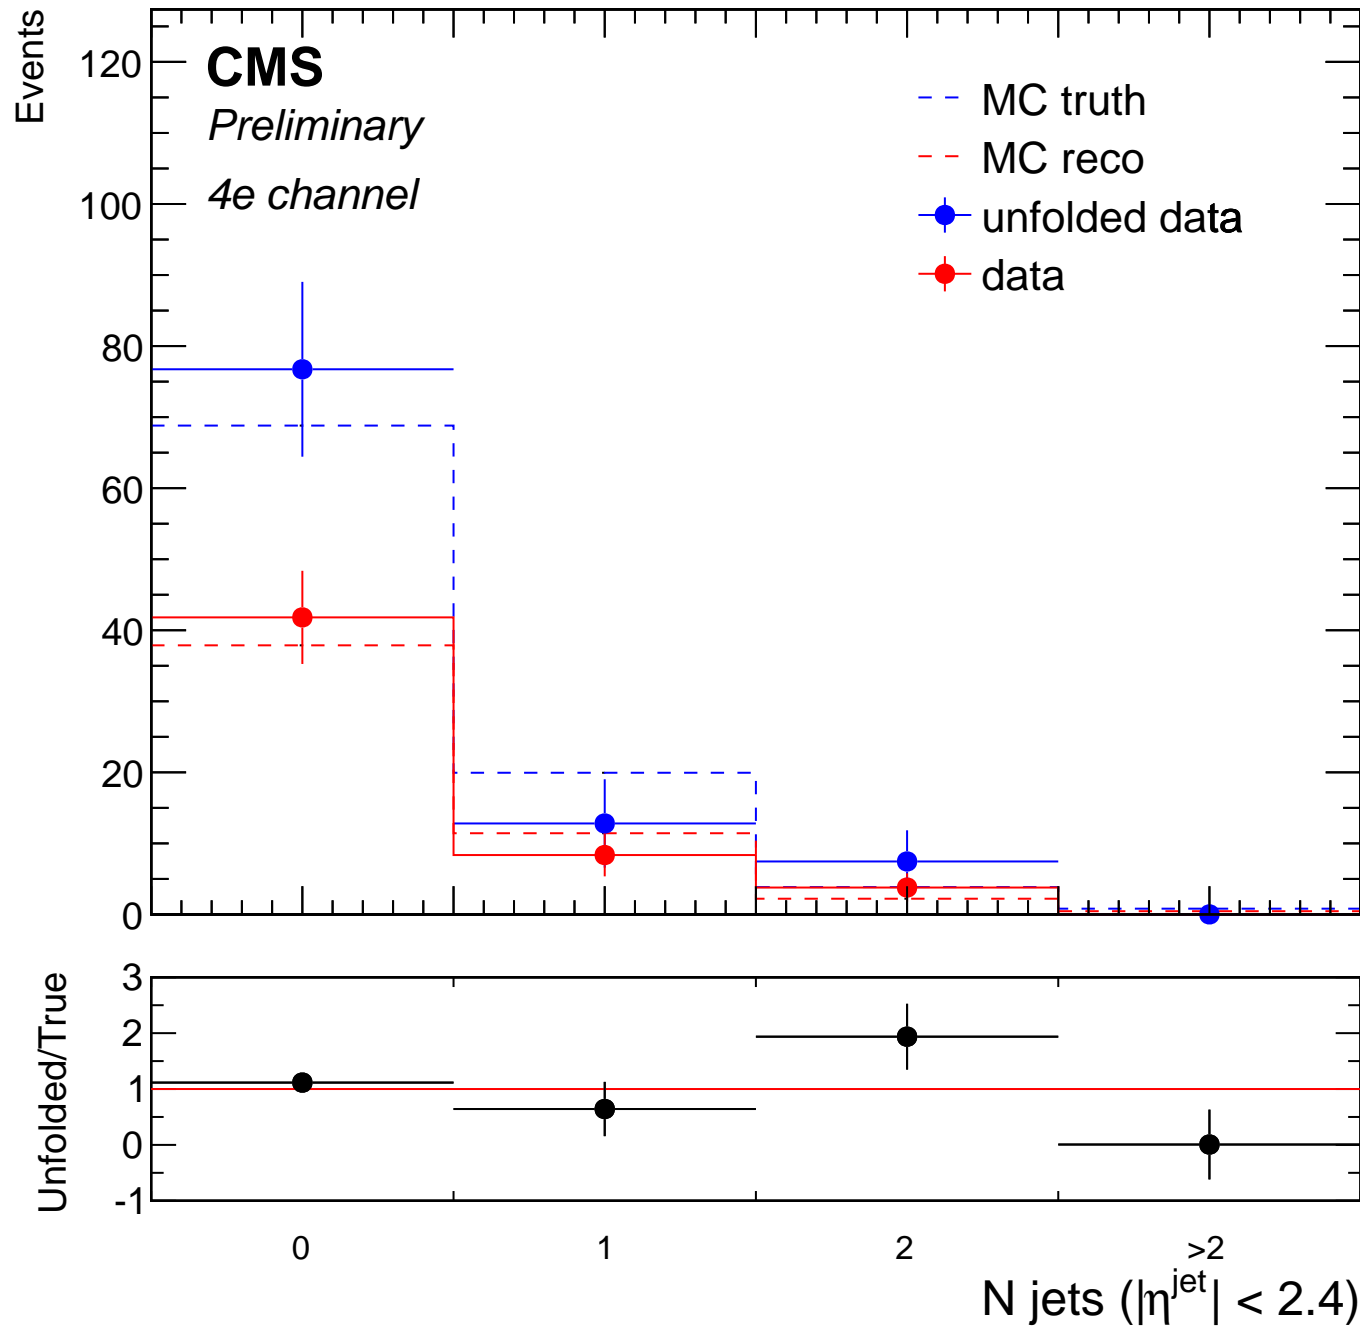 Events
120
100
80
60
40
20
0
CMS
Preliminary
4e channel
MC truth
MC reco
unfolded data
data
Unfolded/True
3
2
1
0
-1
0 1 2 >2
N jets (|η^jet| < 2.4)